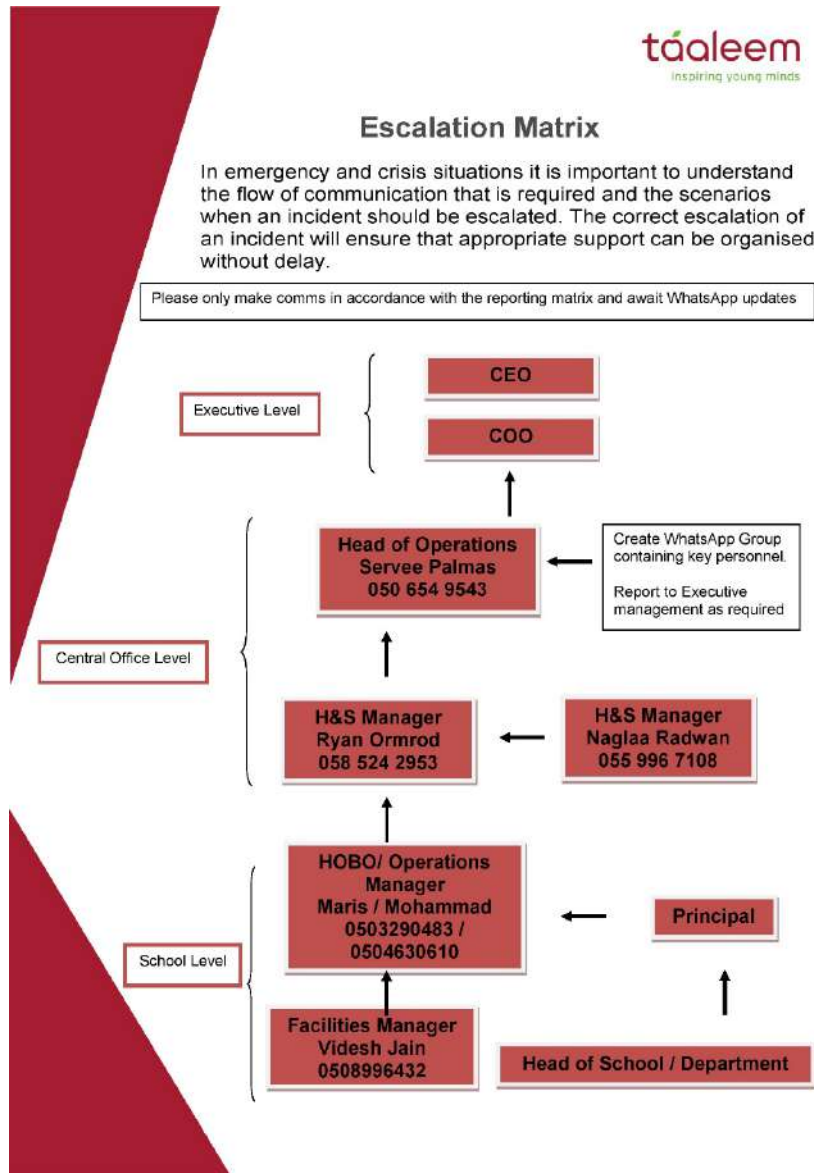 táaleem
inspiring young minds
Escalation Matrix
In emergency and crisis situations it is important to understand
the flow of communication that is required and the scenarios
when an incident should be escalated. The correct escalation of
an incident will ensure that appropriate support can be organised
without delay.
Please only make comms in accordance with the reporting matrix and await WhatsApp updates
CEO
Executive Level
COO
Head of Operations
Servee Palmas
050 654 9543
Create WhatsApp Group
containing key personnel.
Report to Executive
management as required
Central Office Level
H&S Manager
Ryan Ormrod
058 524 2953
H&S Manager
Naglaa Radwan
055 996 7108
HOBO/ Operations
Manager
Maris / Mohammad
0503290483 /
0504630610
Principal
School Level
Facilities Manager
Videsh Jain
0508996432
Head of School / Department